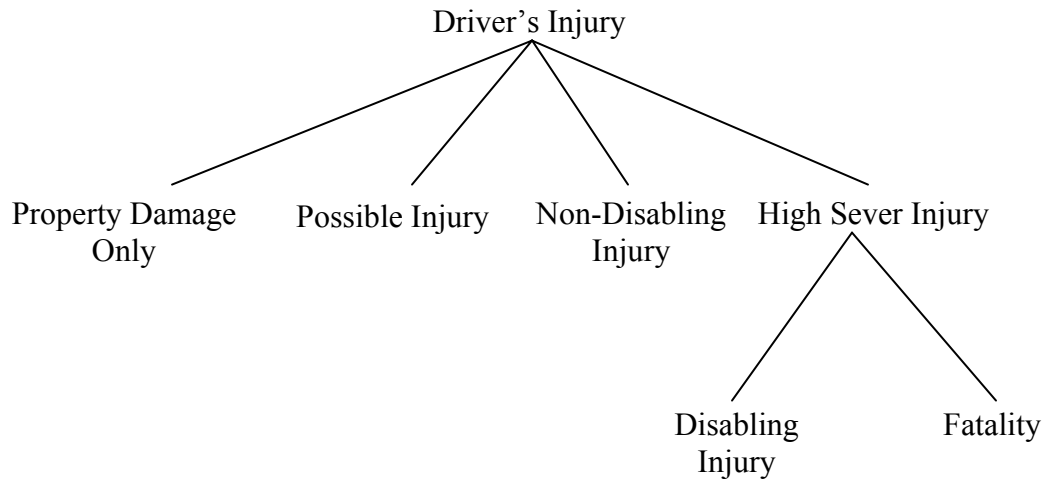 Driver’s Injury
Property Damage
Only
Possible Injury
Non-Disabling
Injury
High Sever Injury
Disabling
Injury
Fatality